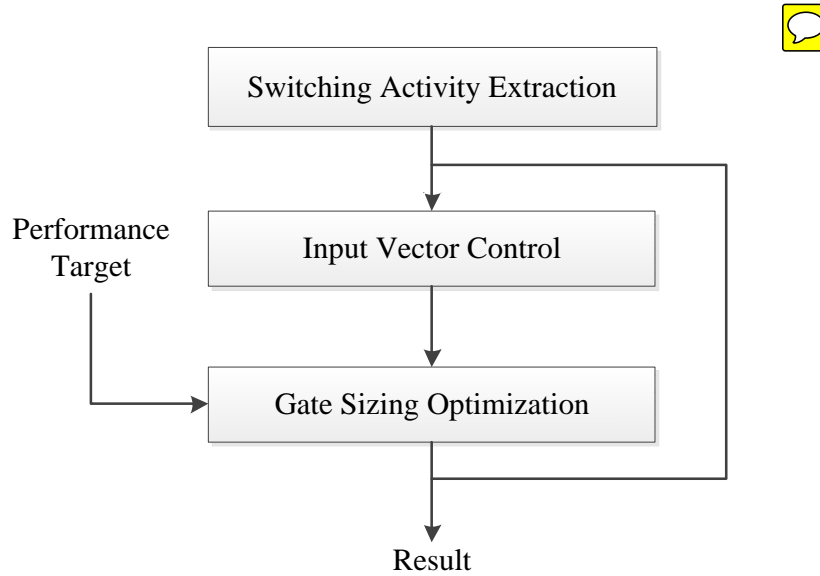 Switching Activity Extraction
Performance
Target
Input Vector Control
Gate Sizing Optimization
Result